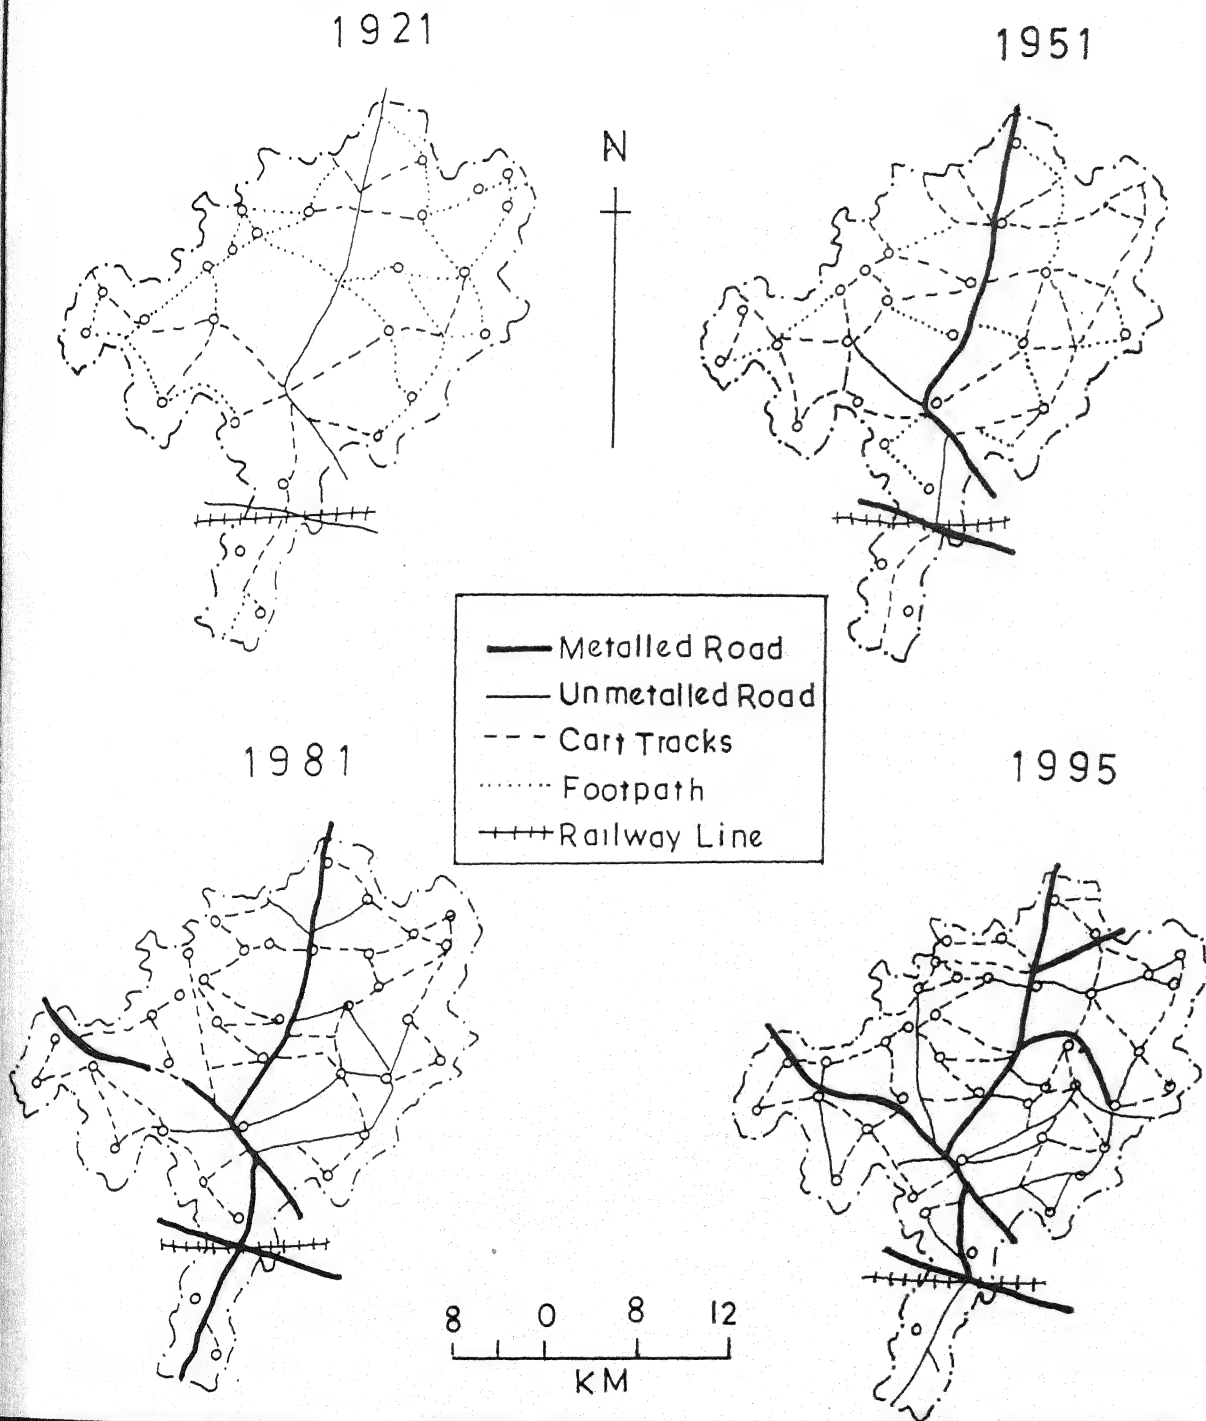 1921
1951
N
Metalled Road
Unmetalled Road
Cart Tracks
Footpath
Railway Line
1981
1995
8 0 8 12
KM